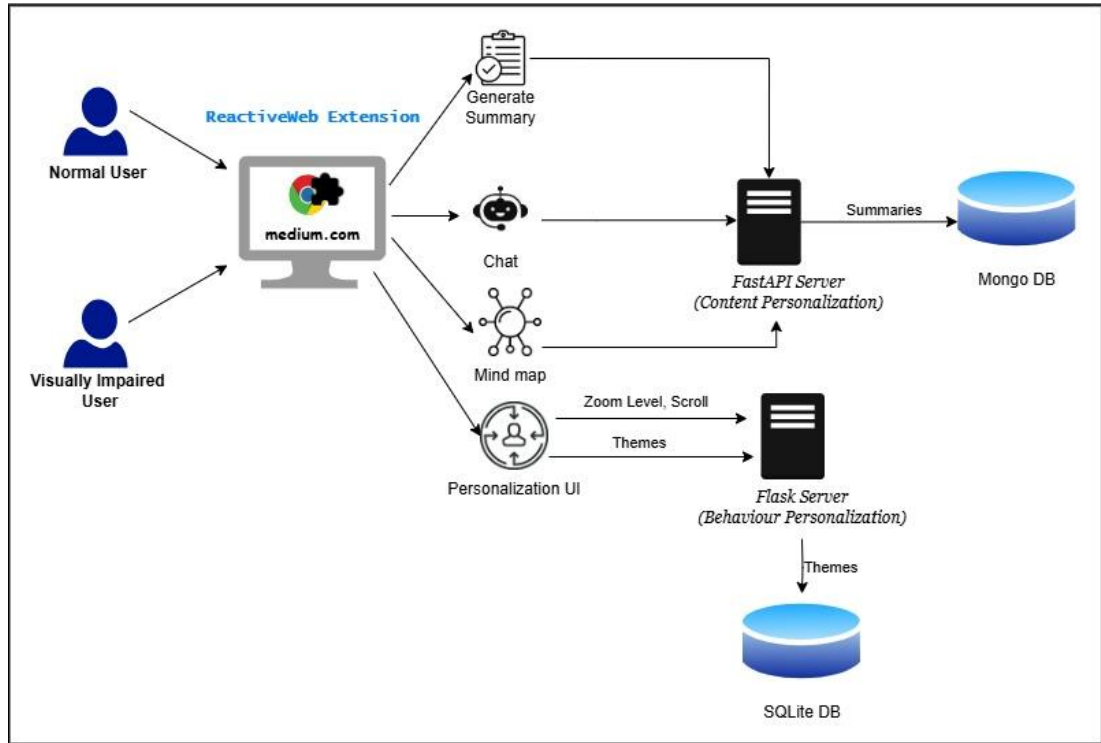 Generate
Summary
ReactiveWeb Extension
Normal User
medium.com
Summaries
Chat
FastAPI Server
(Content Personalization)
Mongo DB
Visually Impaired
User
Mind map
Zoom Level, Scroll
Themes
Personalization UI
Flask Server
(Behaviour Personalization)
Themes
SQLite DB